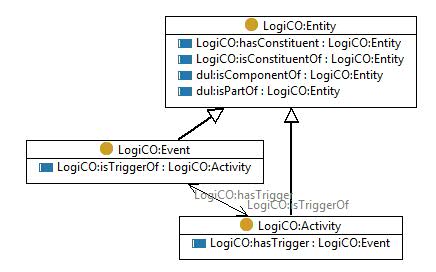 LogiCO:Entity
LogiCO:hasConstituent : LogiCO:Entity
LogiCO:isConstituentOf : LogiCO:Entity
dul:isComponentOf : LogiCO:Entity
dul:isPartOf : LogiCO:Entity
LogiCO:Event
LogiCO:isTriggerOf : LogiCO:Activity
LogiCO:hasTrigger
LogiCO:isTriggerOf
LogiCO:Activity
LogiCO:hasTrigger : LogiCO:Event